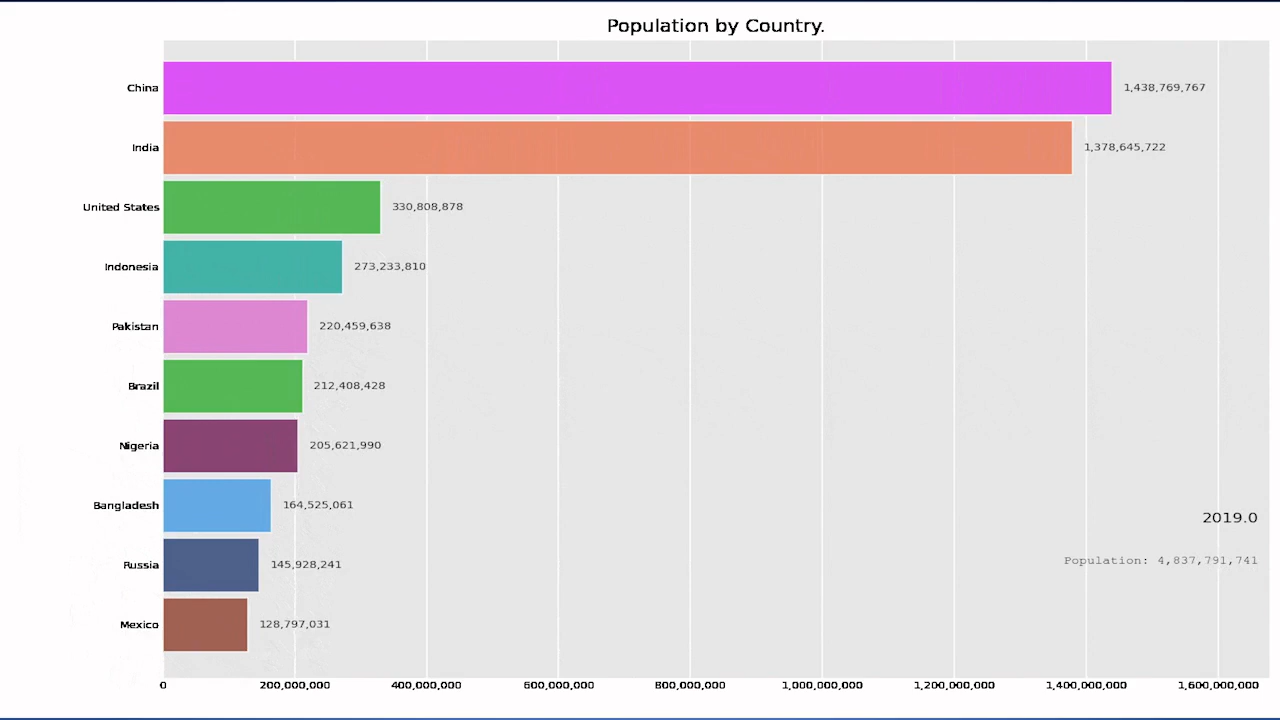 Population by Country.
China 1,438,769,767
India 1,378,645,722
United States 330,808,878
Indonesia 273,233,810
Pakistan 220,459,638
Brazil 212,408,428
Nigeria 205,621,990
Bangladesh 164,525,061
2019.0
Population: 4,837,791,741
Russia 145,928,241
Mexico 128,797,031
0 200,000,000 400,000,000 600,000,000 800,000,000 1,000,000,000 1,200,000,000 1,400,000,000 1,600,000,000